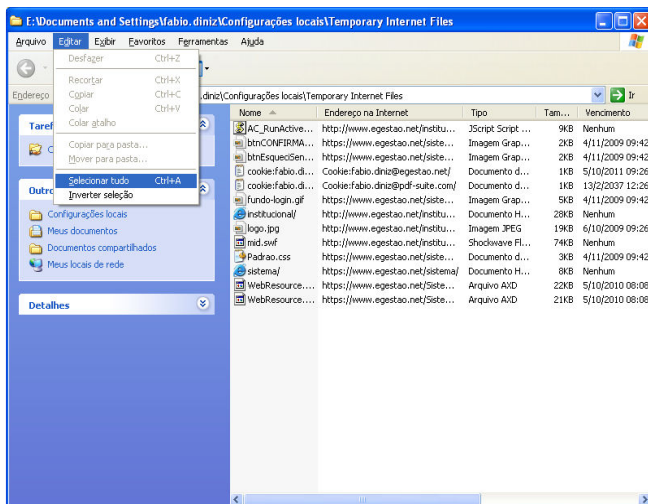 E:\Documents and Settings\fabio.diniz\Configurações locais\Temporary Internet Files
Arquivo Editar Exibir Favoritos Ferramentas Ajuda
Desfazer Ctrl+Z
Recortar Ctrl+X
Copiar Ctrl+C
Colar Ctrl+V
Colar atalho
Copiar para pasta...
Mover para pasta...
Selecionar tudo Ctrl+A
Inverter seleção
Endereço .diniz\Configurações locais\Temporary Internet Files Ir
Taref
Outro
Configurações locais
Meus documentos
Documentos compartilhados
Meus locais de rede
Detalhes
Nome Endereço na Internet Tipo Tam... Vencimento
AC_RunActive... http://www.egestao.net/institu... JScript Script ... 9KB Nenhum
btnCONFIRMA... https://www.egestao.net/siste... Imagem Grap... 2KB 4/11/2009 09:42
btnEsqueciSen... https://www.egestao.net/siste... Imagem Grap... 2KB 4/11/2009 09:42
cookie:fabio.di... Cookie:fabio.diniz@egestao.net/ Documento d... 1KB 5/10/2011 09:26
cookie:fabio.di... Cookie:fabio.diniz@pdf-suite.com/ Documento d... 1KB 13/2/2037 12:26
fundo-login.gif https://www.egestao.net/siste... Imagem Grap... 5KB 4/11/2009 09:42
institucional/ http://www.egestao.net/institu... Documento H... 28KB Nenhum
logo.jpg http://www.egestao.net/institu... Imagem JPEG 19KB 6/10/2009 09:26
mid.swf http://www.egestao.net/institu... Shockwave Fl... 74KB Nenhum
Padrao.css https://www.egestao.net/siste... Documento d... 3KB 4/11/2009 09:42
sistema/ https://www.egestao.net/sistema/ Documento H... 8KB Nenhum
WebResource.... https://www.egestao.net/Siste... Arquivo AXD 22KB 5/10/2010 08:08
WebResource.... https://www.egestao.net/Siste... Arquivo AXD 21KB 5/10/2010 08:08